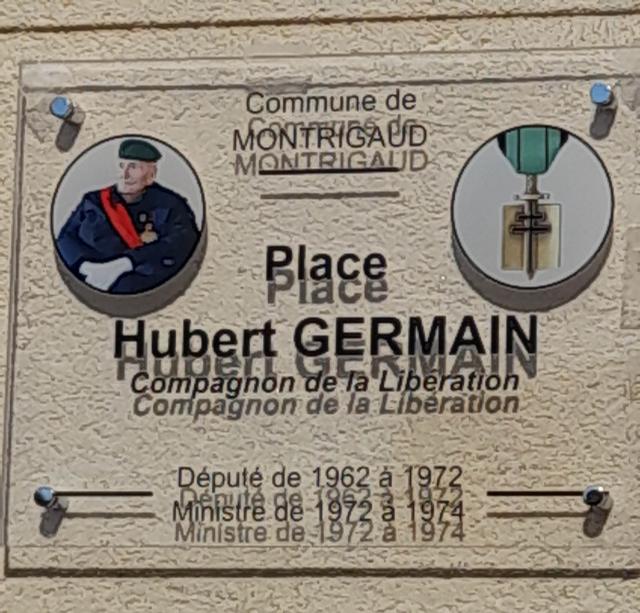 Commune de
MONTRIGAUD
Place
Hubert GERMAIN
Compagnon de la Libération
Député de 1962 à 1972
Ministre de 1972 à 1974